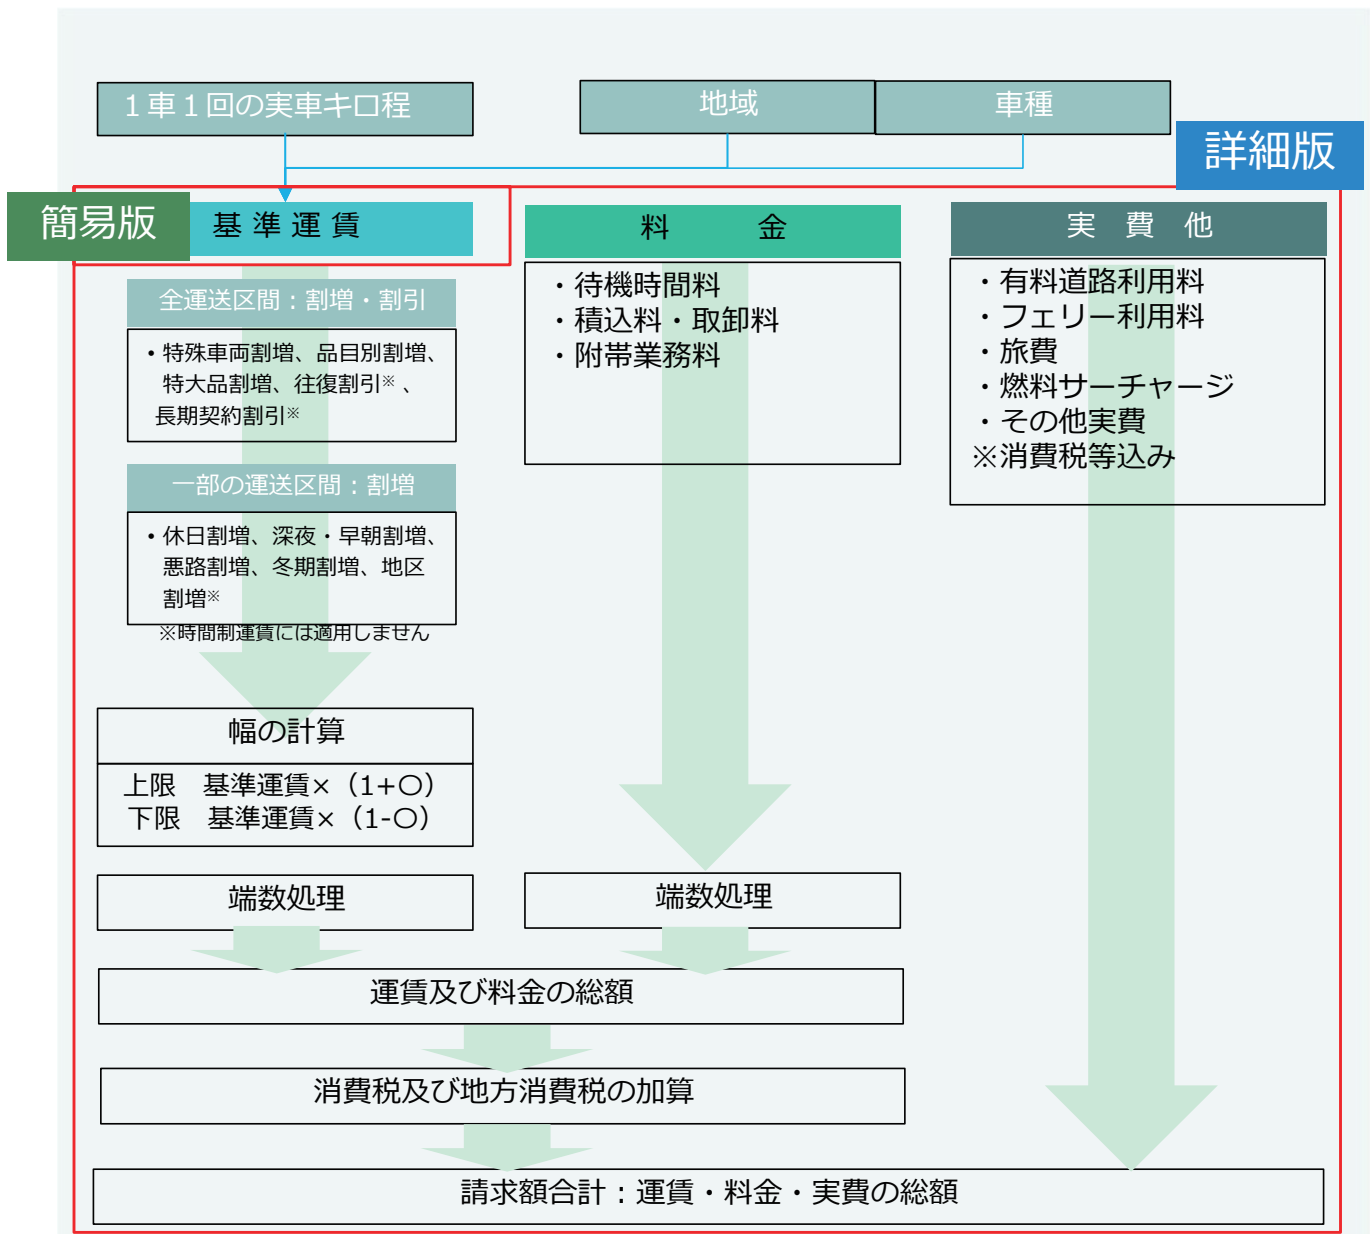 １車１回の実車キロ程
地域
車種
詳細版
簡易版
基準運賃
全運送区間：割増・割引
・特殊車両割増、品目別割増、
特大品割増、往復割引※ 、
長期契約割引※
一部の運送区間：割増
・休日割増、深夜・早朝割増、
悪路割増、冬期割増、地区
割増※
※時間制運賃には適用しません
幅の計算
上限　基準運賃×（1+〇）
下限　基準運賃×（1-〇）
端数処理
料　　金
・待機時間料
・積込料・取卸料
・附帯業務料
端数処理
実　費　他
・有料道路利用料
・フェリー利用料
・旅費
・燃料サーチャージ
・その他実費
※消費税等込み
運賃及び料金の総額
消費税及び地方消費税の加算
請求額合計：運賃・料金・実費の総額